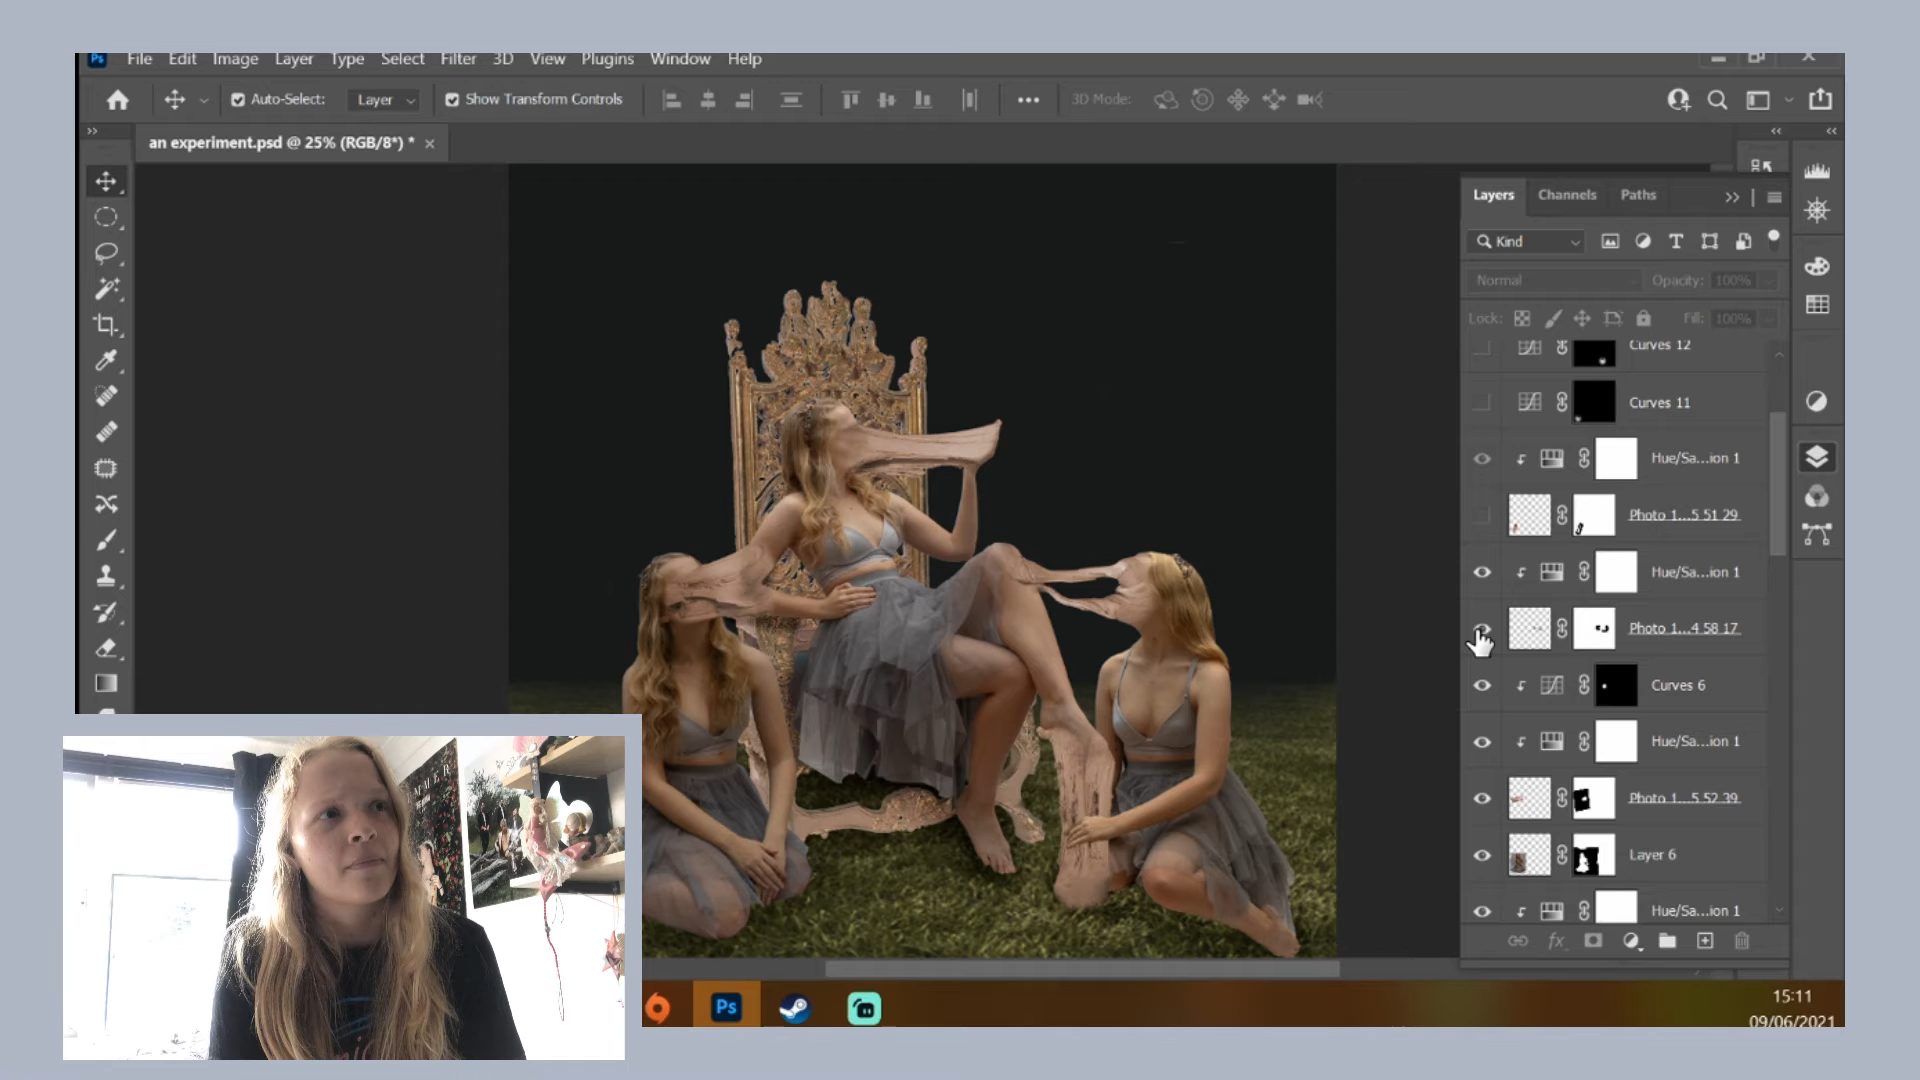 Ps File Edit Image Layer Type Select Filter 3D View Plugins Window Help
Auto-Select: Layer Show Transform Controls 3D Mode:
an experiment.psd @ 25% (RGB/8*) *
Layers Channels Paths
Kind
Normal Opacity: 100%
Lock: Fill: 100%
Curves 12
Curves 11
Hue/Sa...ion 1
Photo 1...5 51 29
Hue/Sa...ion 1
Photo 1...4 58 17
Curves 6
Hue/Sa...ion 1
Photo 1...5 52 39
Layer 6
Hue/Sa...ion 1
fx
Ps
15:11
09/06/2021